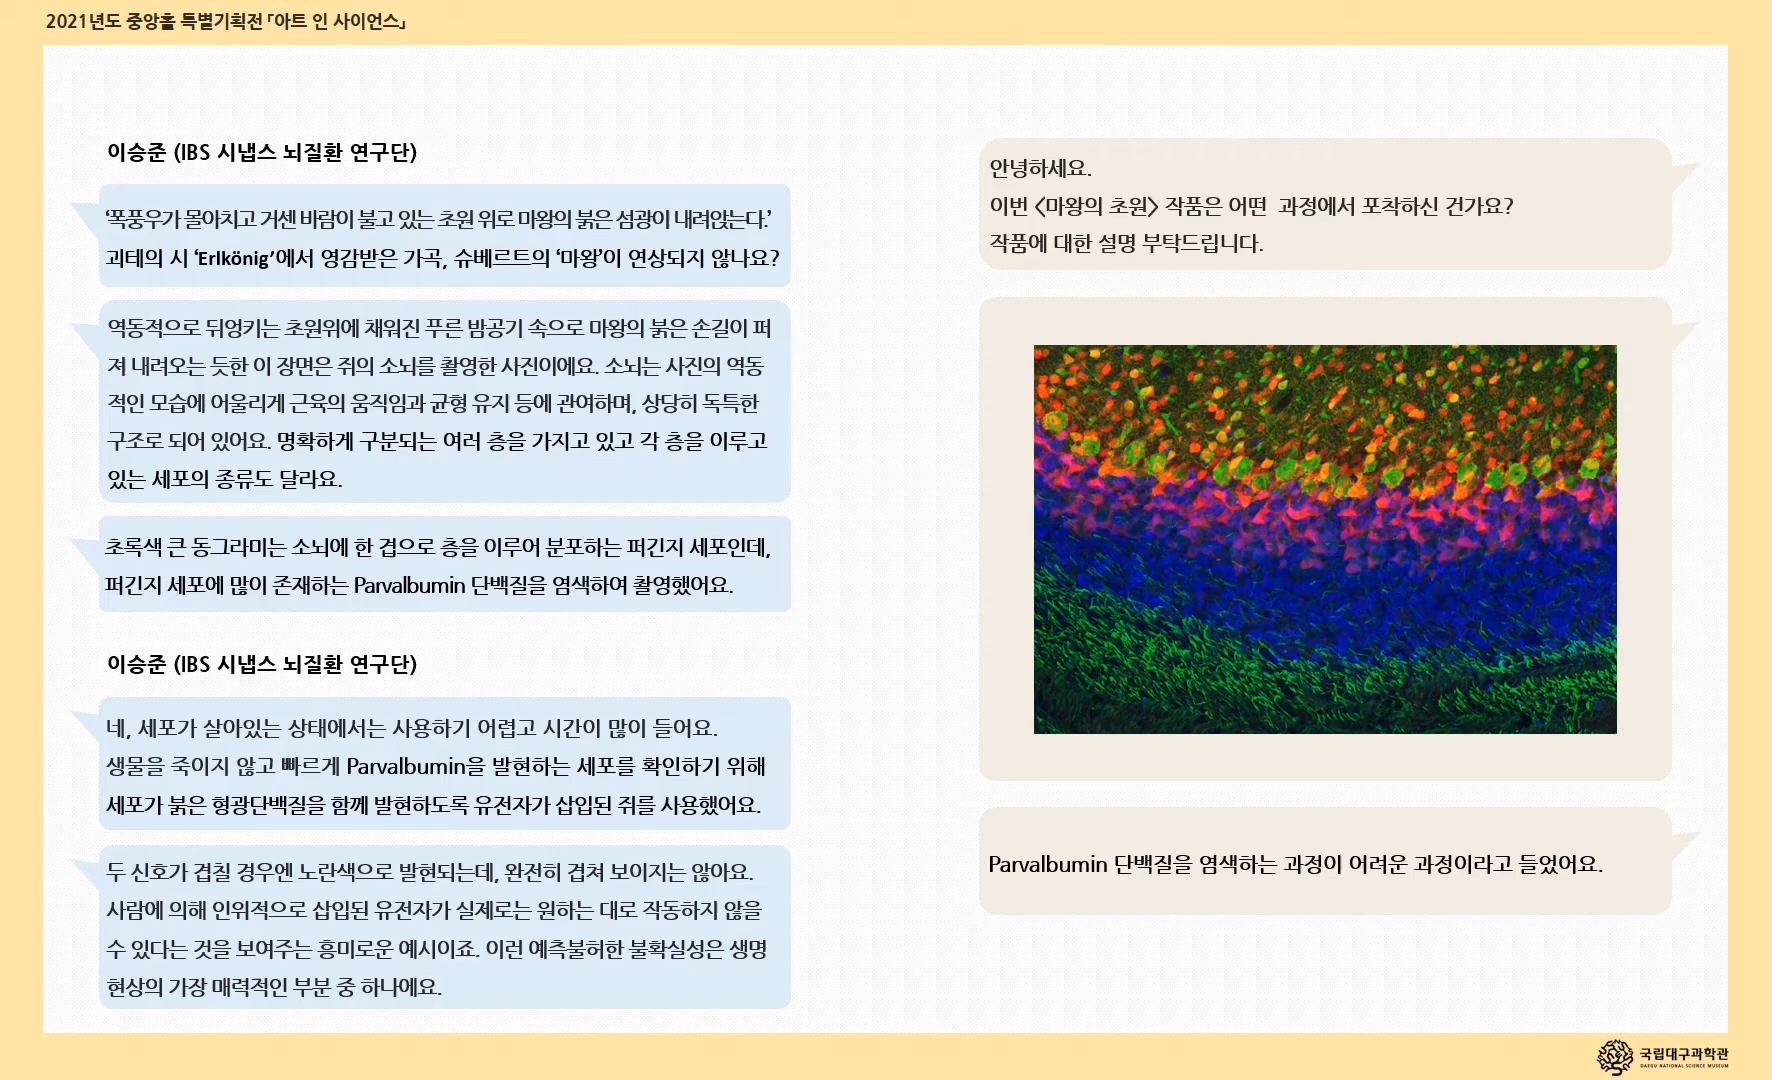 2021년도 중앙홀 특별기획전 「아트 인 사이언스」
안녕하세요.
이번 <마왕의 초원> 작품은 어떤 과정에서 포착하신 건가요?
작품에 대한 설명 부탁드립니다.
이승준 (IBS 시냅스 뇌질환 연구단)
‘폭풍우가 몰아치고 거센 바람이 불고 있는 초원 위로 마왕의 붉은 섬광이 내려앉는다.’
괴테의 시 ‘Erlkönig’에서 영감받은 가곡, 슈베르트의 ‘마왕’이 연상되지 않나요?
역동적으로 뒤엉키는 초원위에 채워진 푸른 밤공기 속으로 마왕의 붉은 손길이 퍼
져 내려오는 듯한 이 장면은 쥐의 소뇌를 촬영한 사진이에요. 소뇌는 사진의 역동
적인 모습에 어울리게 근육의 움직임과 균형 유지 등에 관여하며, 상당히 독특한
구조로 되어 있어요. 명확하게 구분되는 여러 층을 가지고 있고 각 층을 이루고
있는 세포의 종류도 달라요.
초록색 큰 동그라미는 소뇌에 한 겹으로 층을 이루어 분포하는 퍼긴지 세포인데,
퍼긴지 세포에 많이 존재하는 Parvalbumin 단백질을 염색하여 촬영했어요.
Parvalbumin 단백질을 염색하는 과정이 어려운 과정이라고 들었어요.
이승준 (IBS 시냅스 뇌질환 연구단)
네, 세포가 살아있는 상태에서는 사용하기 어렵고 시간이 많이 들어요.
생물을 죽이지 않고 빠르게 Parvalbumin을 발현하는 세포를 확인하기 위해
세포가 붉은 형광단백질을 함께 발현하도록 유전자가 삽입된 쥐를 사용했어요.
두 신호가 겹칠 경우엔 노란색으로 발현되는데, 완전히 겹쳐 보이지는 않아요.
사람에 의해 인위적으로 삽입된 유전자가 실제로는 원하는 대로 작동하지 않을
수 있다는 것을 보여주는 흥미로운 예시이죠. 이런 예측불허한 불확실성은 생명
현상의 가장 매력적인 부분 중 하나에요.
국립대구과학관
DAEGU NATIONAL SCIENCE MUSEUM